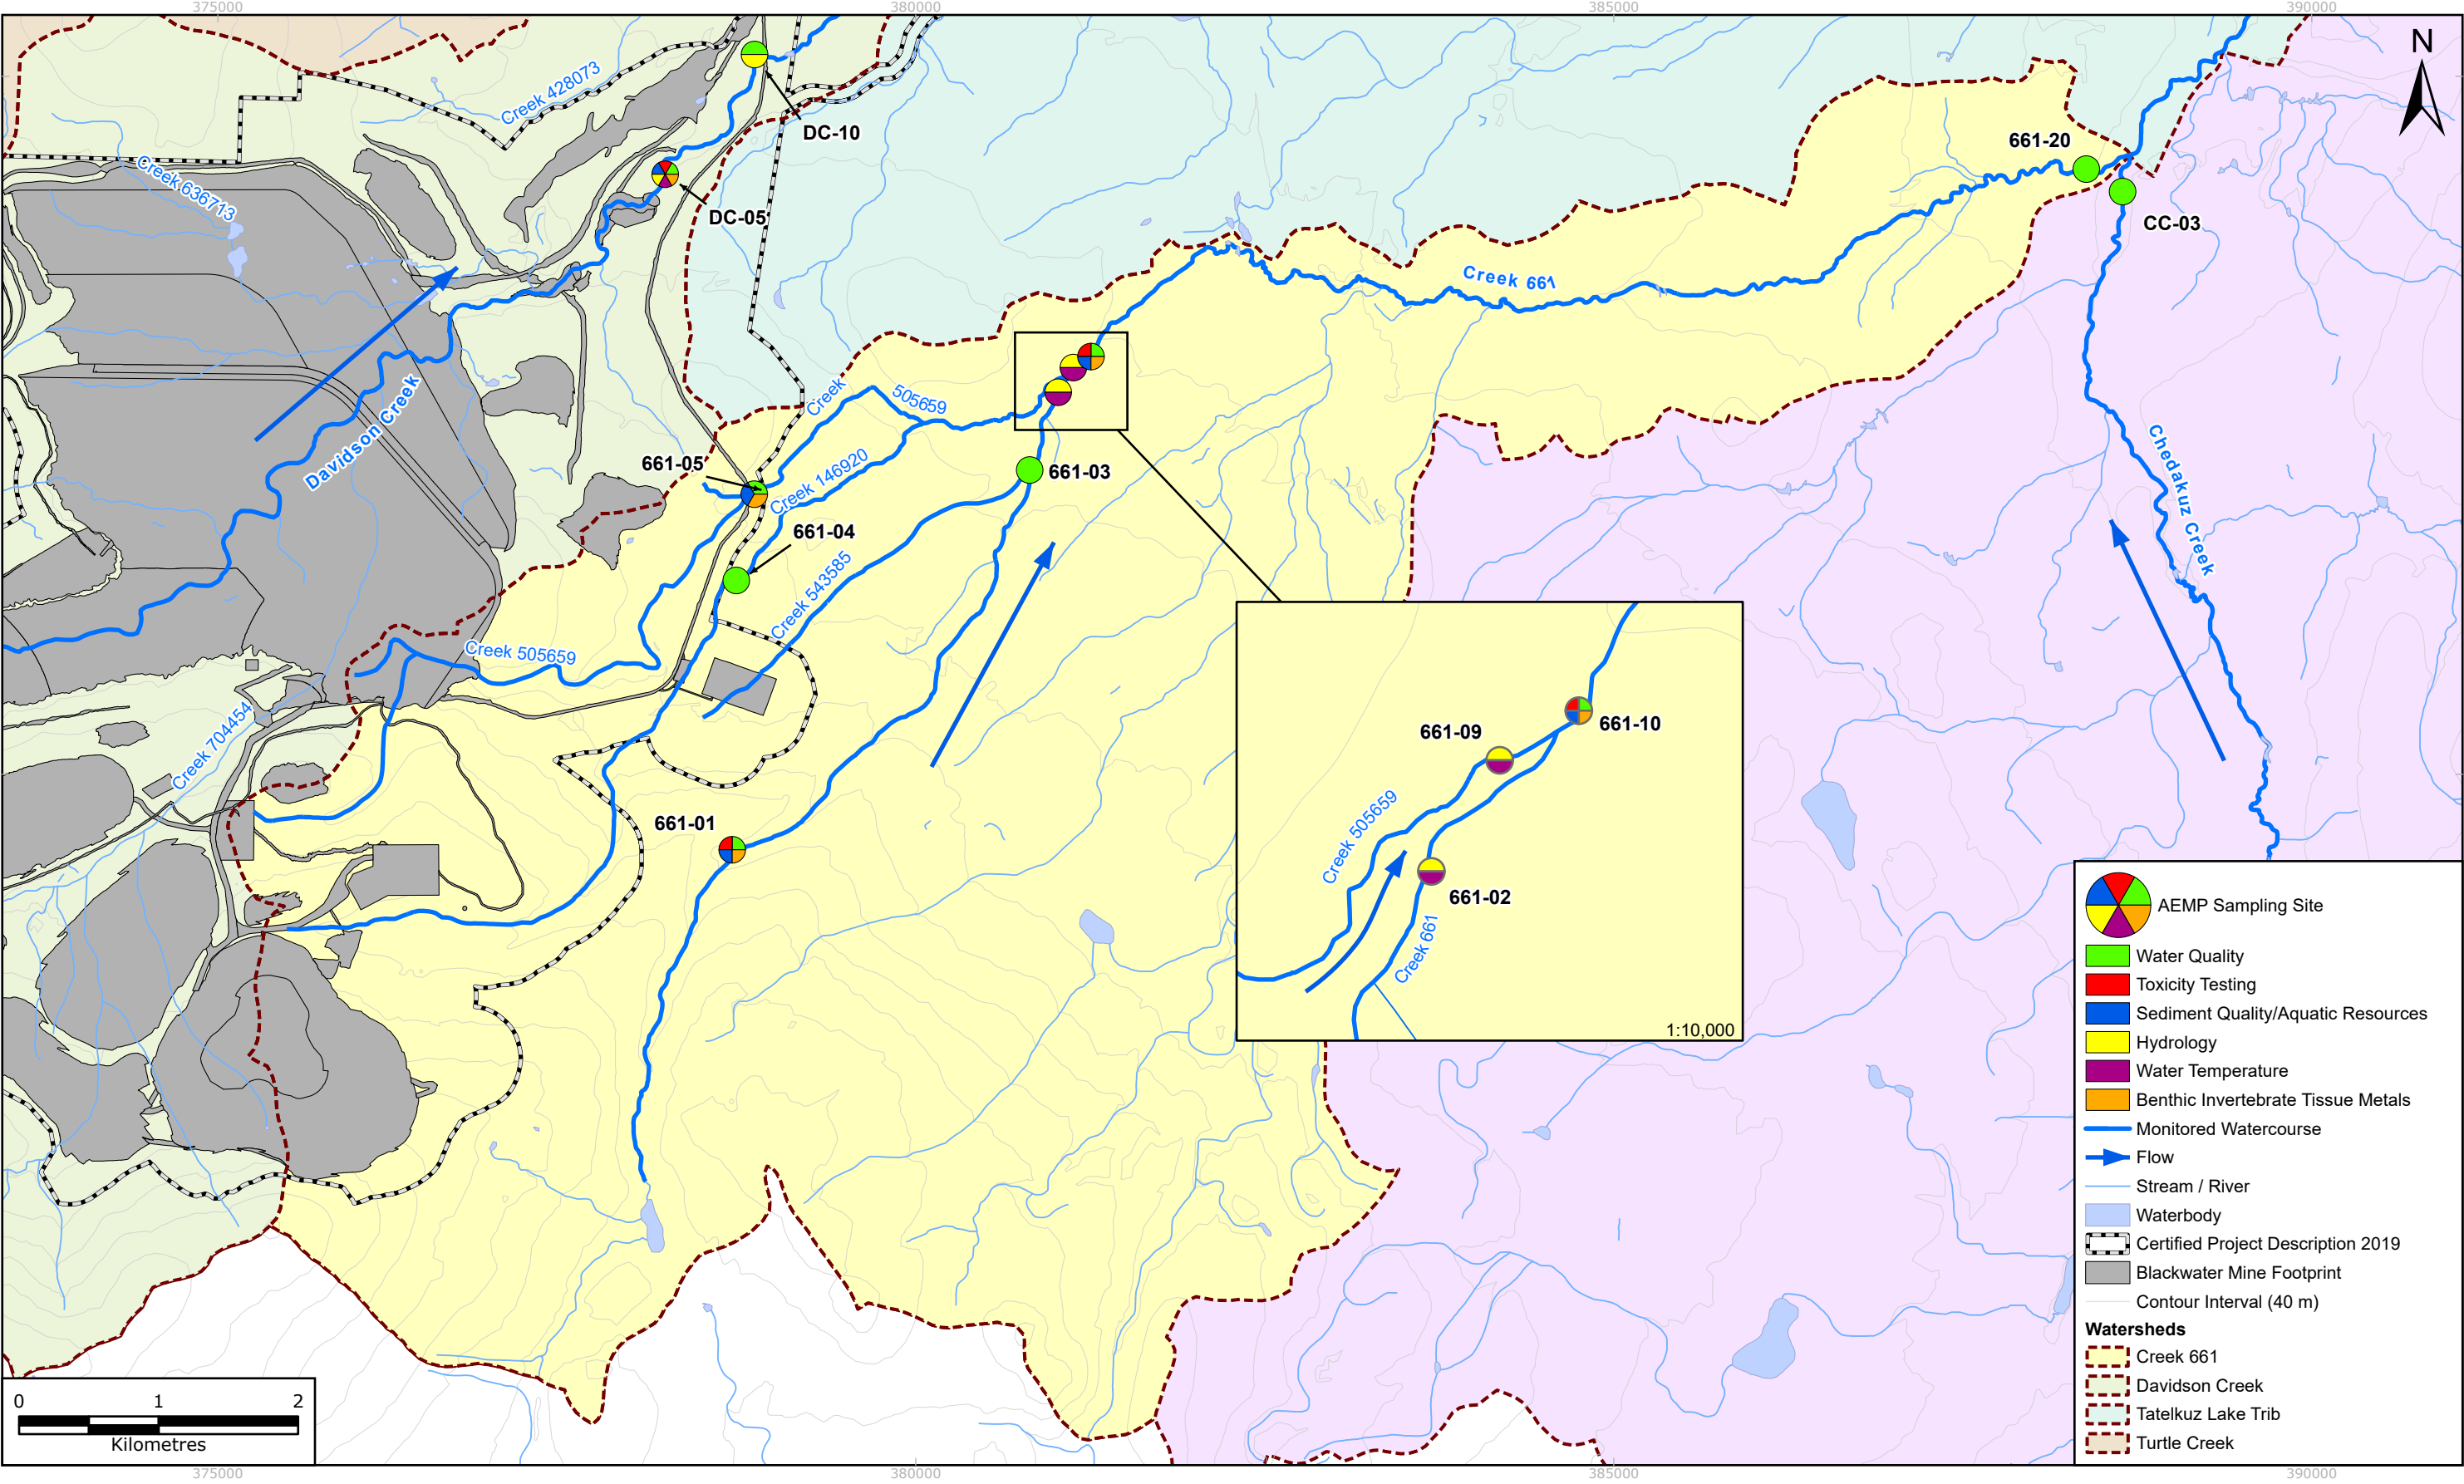 375000
380000
385000
390000
N
Creek 428073
DC-10
661-20
Creek 636713
DC-05
CC-03
Creek 661
Davidson Creek
Creek
505659
Chedakuz Creek
661-05
Creek 146920
661-03
661-04
Creek 543585
Creek 505659
Creek 704454
661-01
661-09
661-10
Creek 505659
661-02
Creek 661
1:10,000
AEMP Sampling Site
Water Quality
Toxicity Testing
Sediment Quality/Aquatic Resources
Hydrology
Water Temperature
Benthic Invertebrate Tissue Metals
Monitored Watercourse
Flow
Stream / River
Waterbody
Certified Project Description 2019
Blackwater Mine Footprint
Contour Interval (40 m)
Watersheds
Creek 661
Davidson Creek
Tatelkuz Lake Trib
Turtle Creek
0 1 2
Kilometres
375000
380000
385000
390000